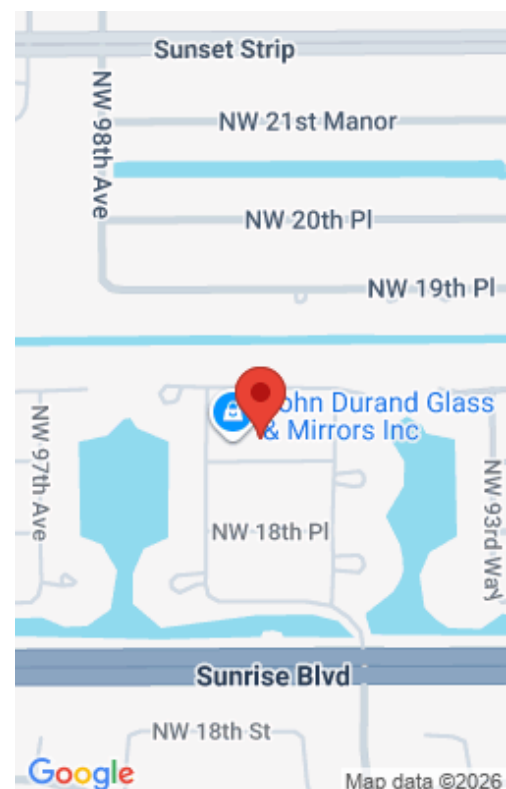 Sunset Strip
NW 98th Ave
NW 21st Manor
NW 20th Pl
NW 19th Pl
John Durand Glass
& Mirrors Inc
NW 97th Ave
NW 18th Pl
NW 93rd Way
Sunrise Blvd
NW 18th St
Google
Map data ©2026